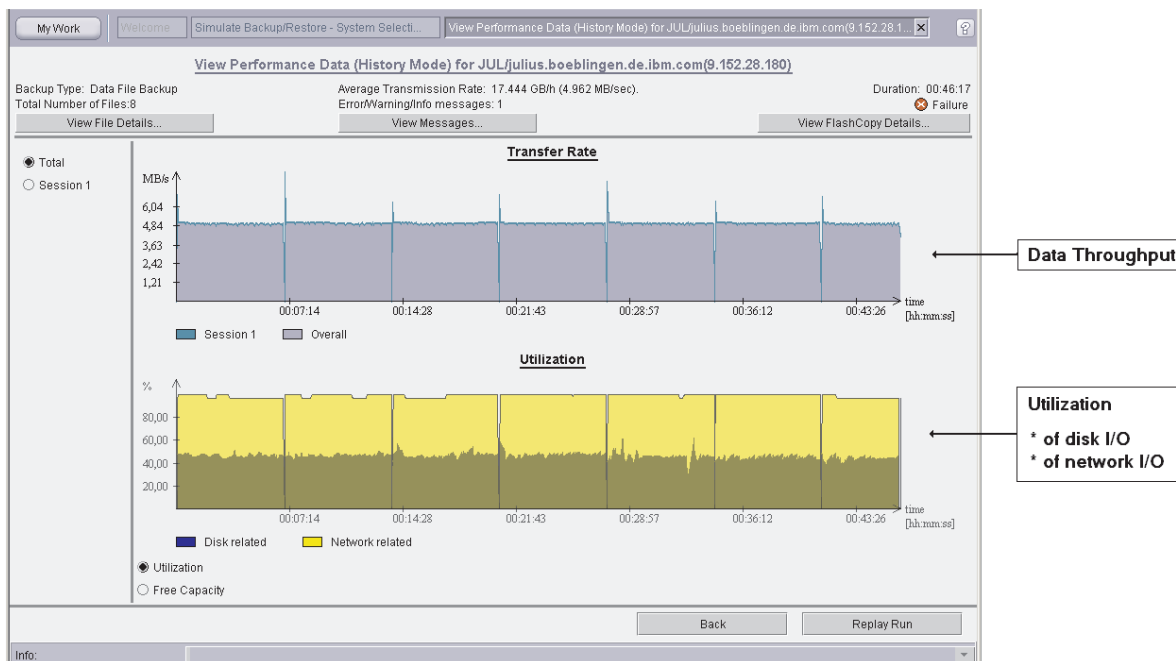 My Work
Welcome
Simulate Backup/Restore - System Selecti...
View Performance Data (History Mode) for JUL/julius.boeblingen.de.ibm.com(9.152.28.1...
View Performance Data (History Mode) for JUL/julius.boeblingen.de.ibm.com(9.152.28.180)
Backup Type: Data File Backup
Average Transmission Rate: 17.444 GB/h (4.962 MB/sec).
Duration: 00:46:17
Total Number of Files:8
Error/Warning/Info messages: 1
Failure
View File Details...
View Messages...
View FlashCopy Details...
Total
Session 1
Transfer Rate
MB/s
6,04
4,84
3,63
2,42
1,21
00:07:14 00:14:28 00:21:43 00:28:57 00:36:12 00:43:26
time
[hh:mm:ss]
Session 1 Overall
Data Throughput
Utilization
%
80,00
60,00
40,00
20,00
00:07:14 00:14:28 00:21:43 00:28:57 00:36:12 00:43:26
time
[hh:mm:ss]
Disk related Network related
Utilization
* of disk I/O
* of network I/O
Utilization
Free Capacity
Back
Replay Run
Info: